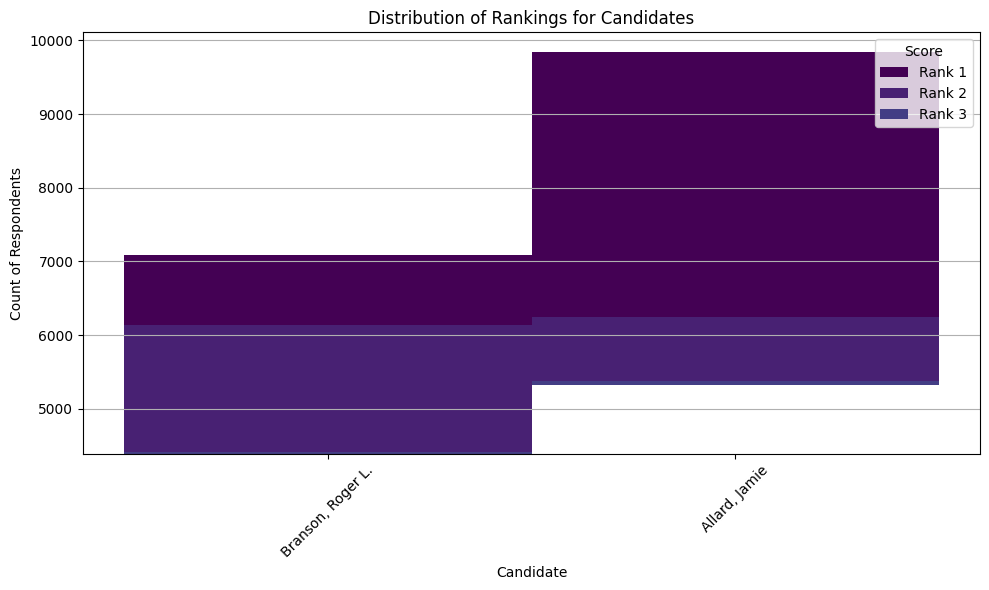 Distribution of Rankings for Candidates
10000
9000
8000
7000
6000
5000
Count of Respondents
Score
Rank 1
Rank 2
Rank 3
Branson, Roger L.
Allard, Jamie
Candidate